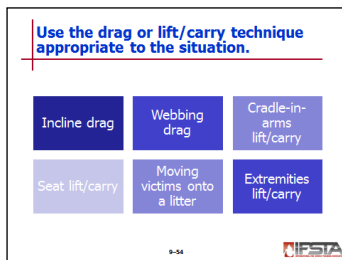 Use the drag or lift/carry technique
appropriate to the situation.
Incline drag
Webbing
drag
Cradle-in-
arms
lift/carry
Seat lift/carry
Moving
victims onto
a litter
Extremities
lift/carry
9–54
IFSTA